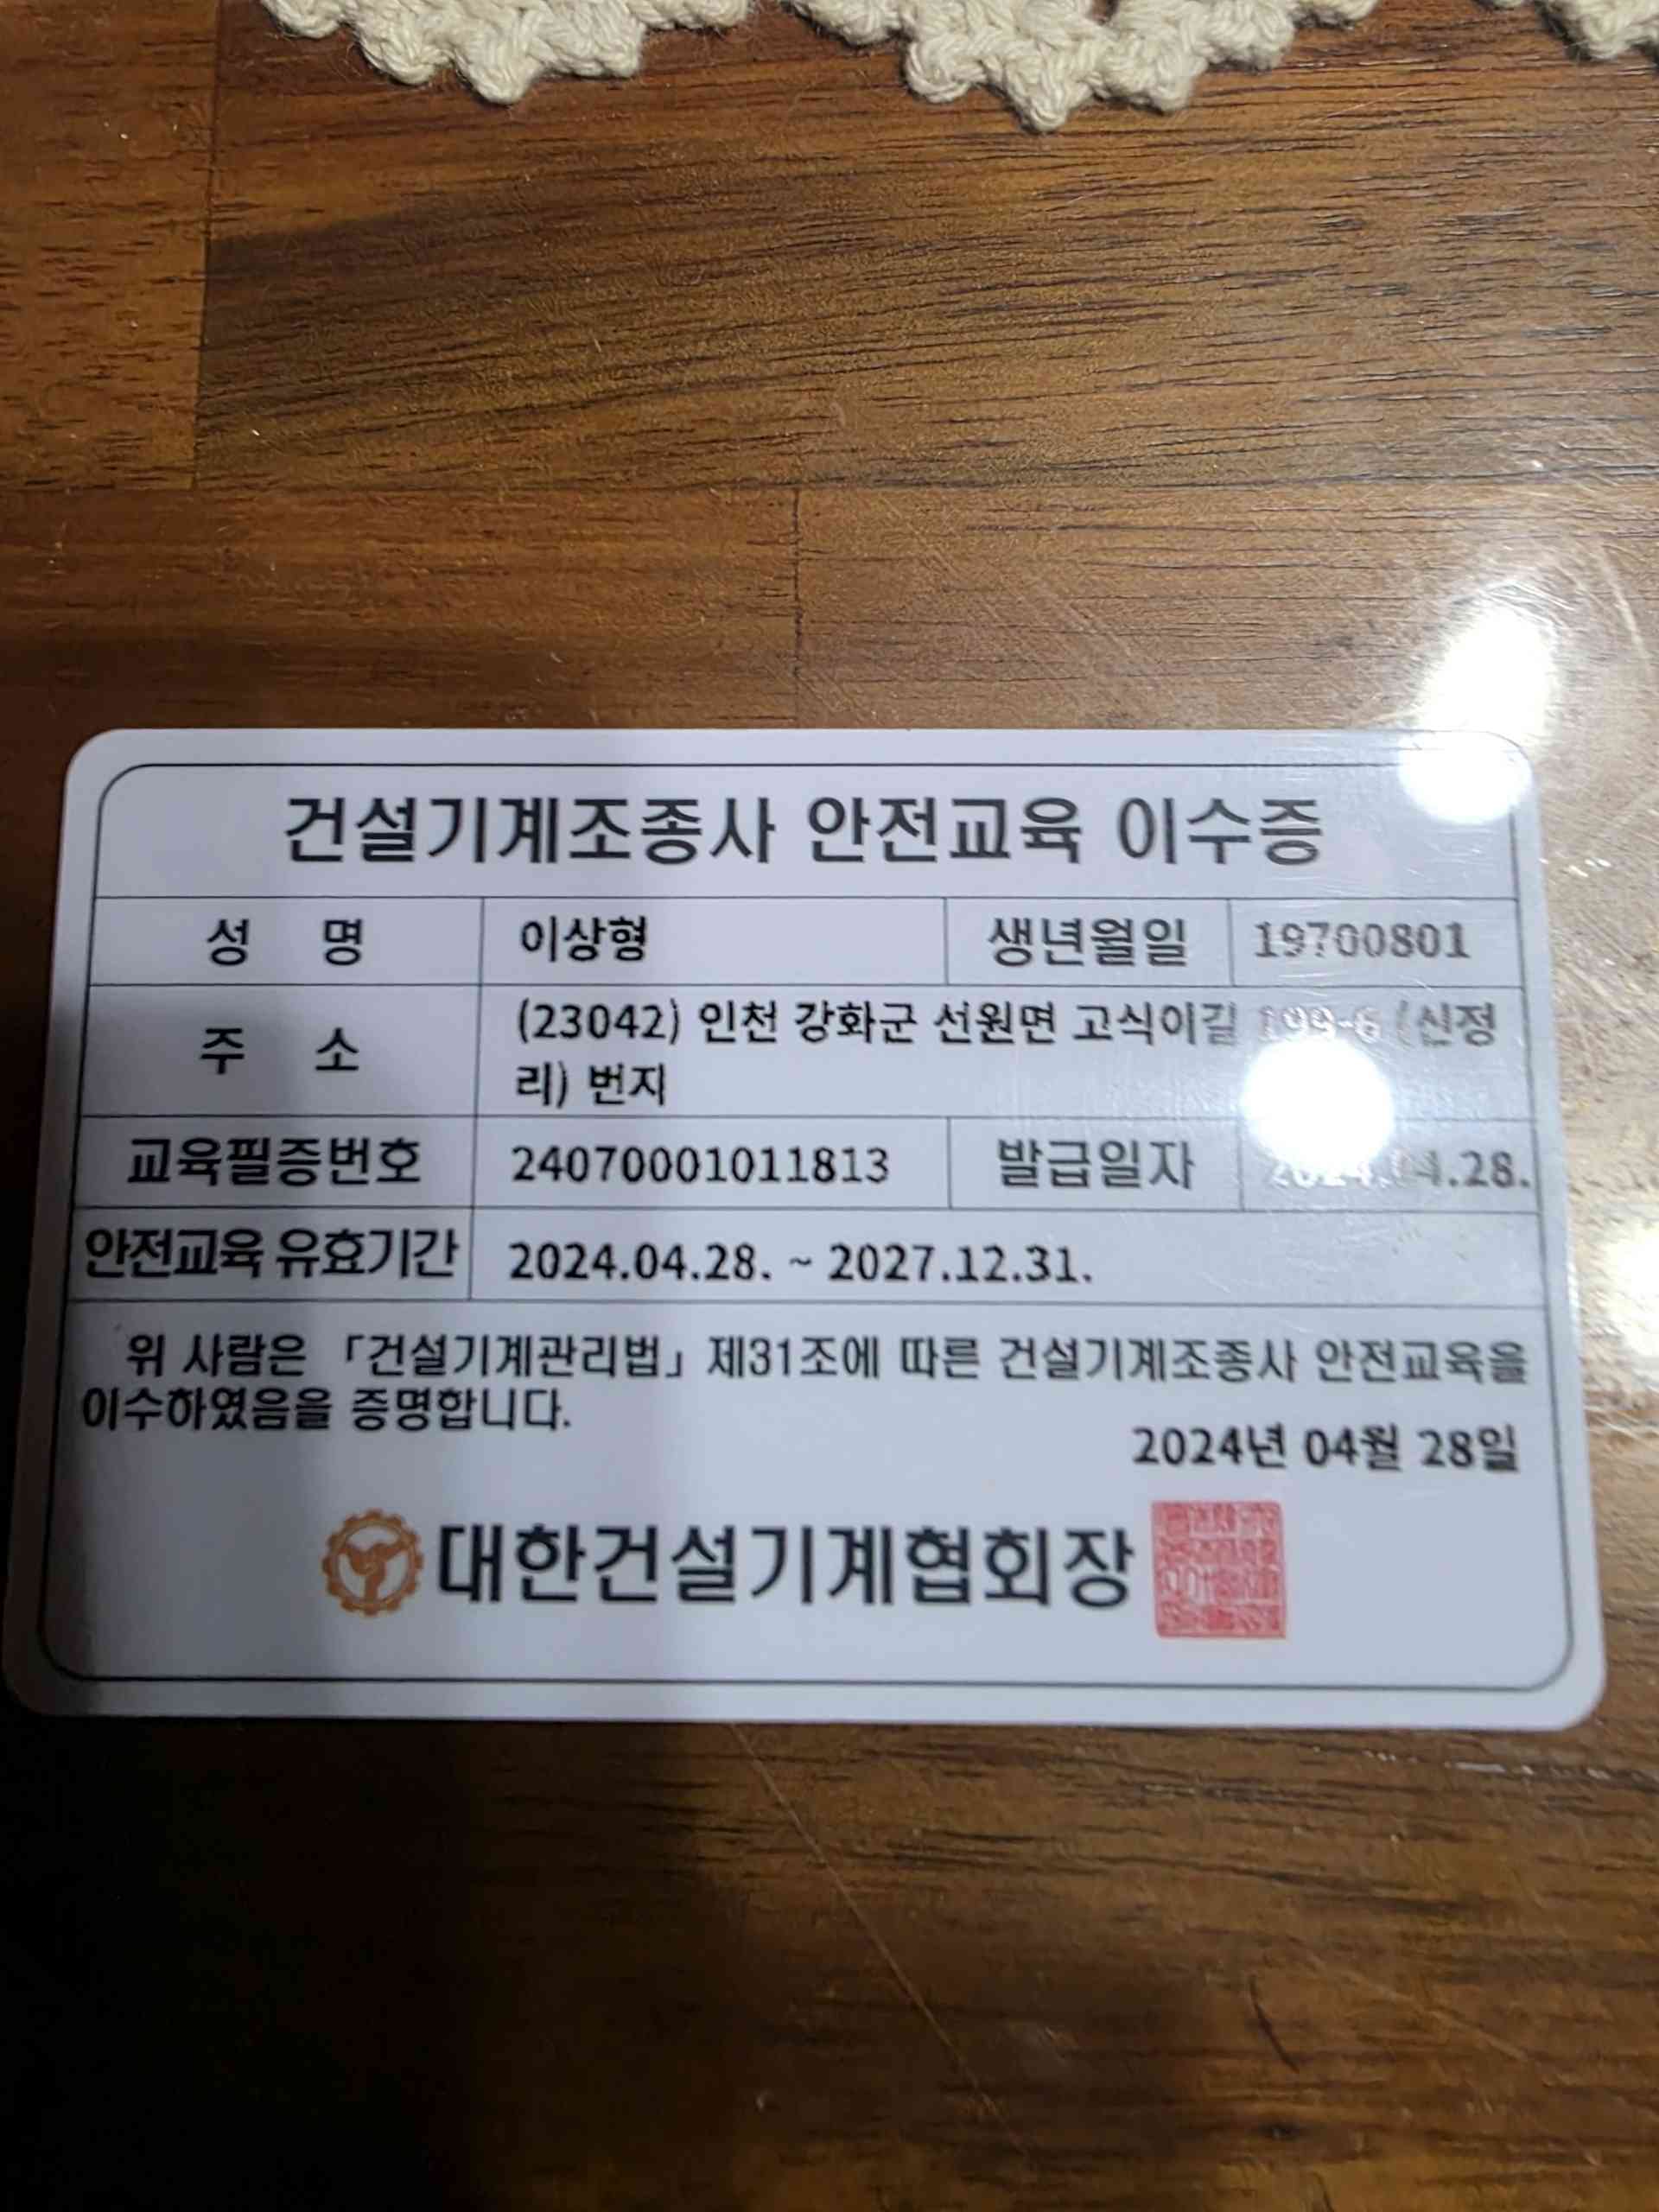 건설기계조종사 안전교육 이수증
성 명 이상형 생년월일 19700801
주 소 (23042) 인천 강화군 선원면 고식이길 (신정
리) 번지
교육필증번호 24070001011813 발급일자 2024.04.28.
안전교육 유효기간 2024.04.28. ~ 2027.12.31.
위 사람은 「건설기계관리법」 제31조에 따른 건설기계조종사 안전교육을
이수하였음을 증명합니다.
2024년 04월 28일
대한건설기계협회장